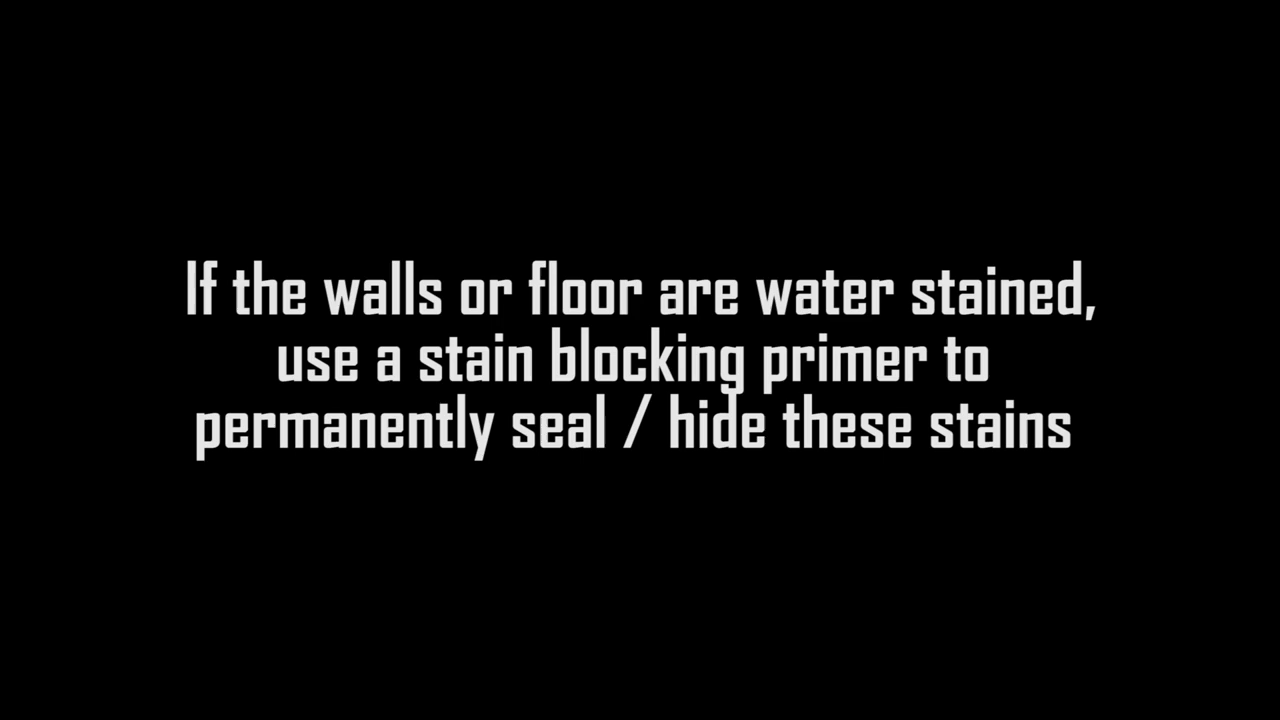 If the walls or floor are water stained,
use a stain blocking primer to
permanently seal / hide these stains